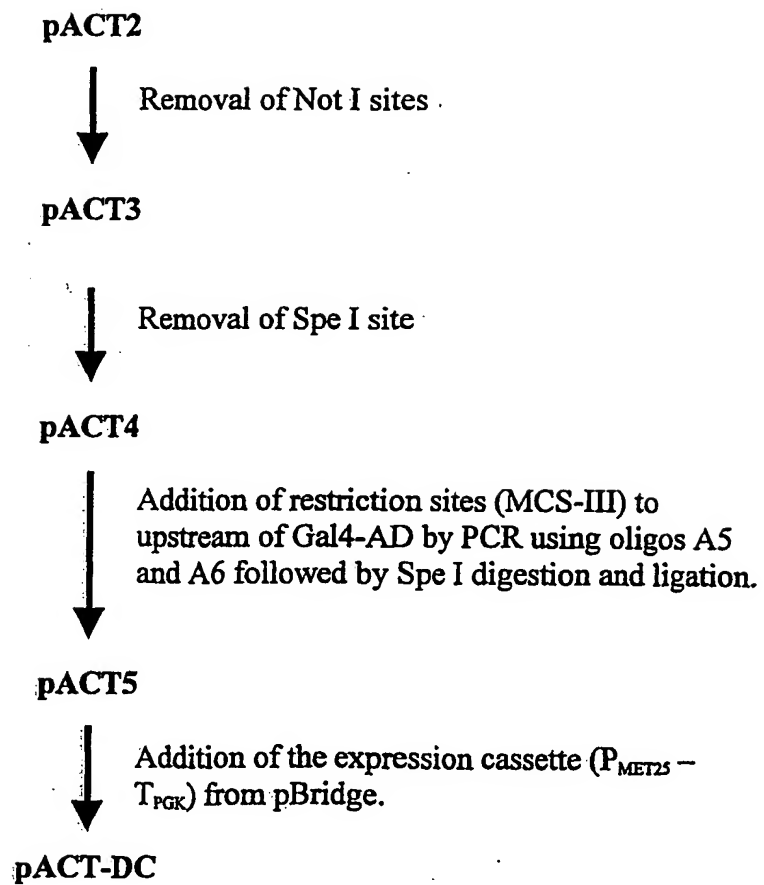 pACT2
Removal of Not I sites
pACT3
Removal of Spe I site
pACT4
Addition of restriction sites (MCS-III) to
upstream of Gal4-AD by PCR using oligos A5
and A6 followed by Spe I digestion and ligation.
pACT5
Addition of the expression cassette (PMET25 –
TPGK) from pBridge.
pACT-DC